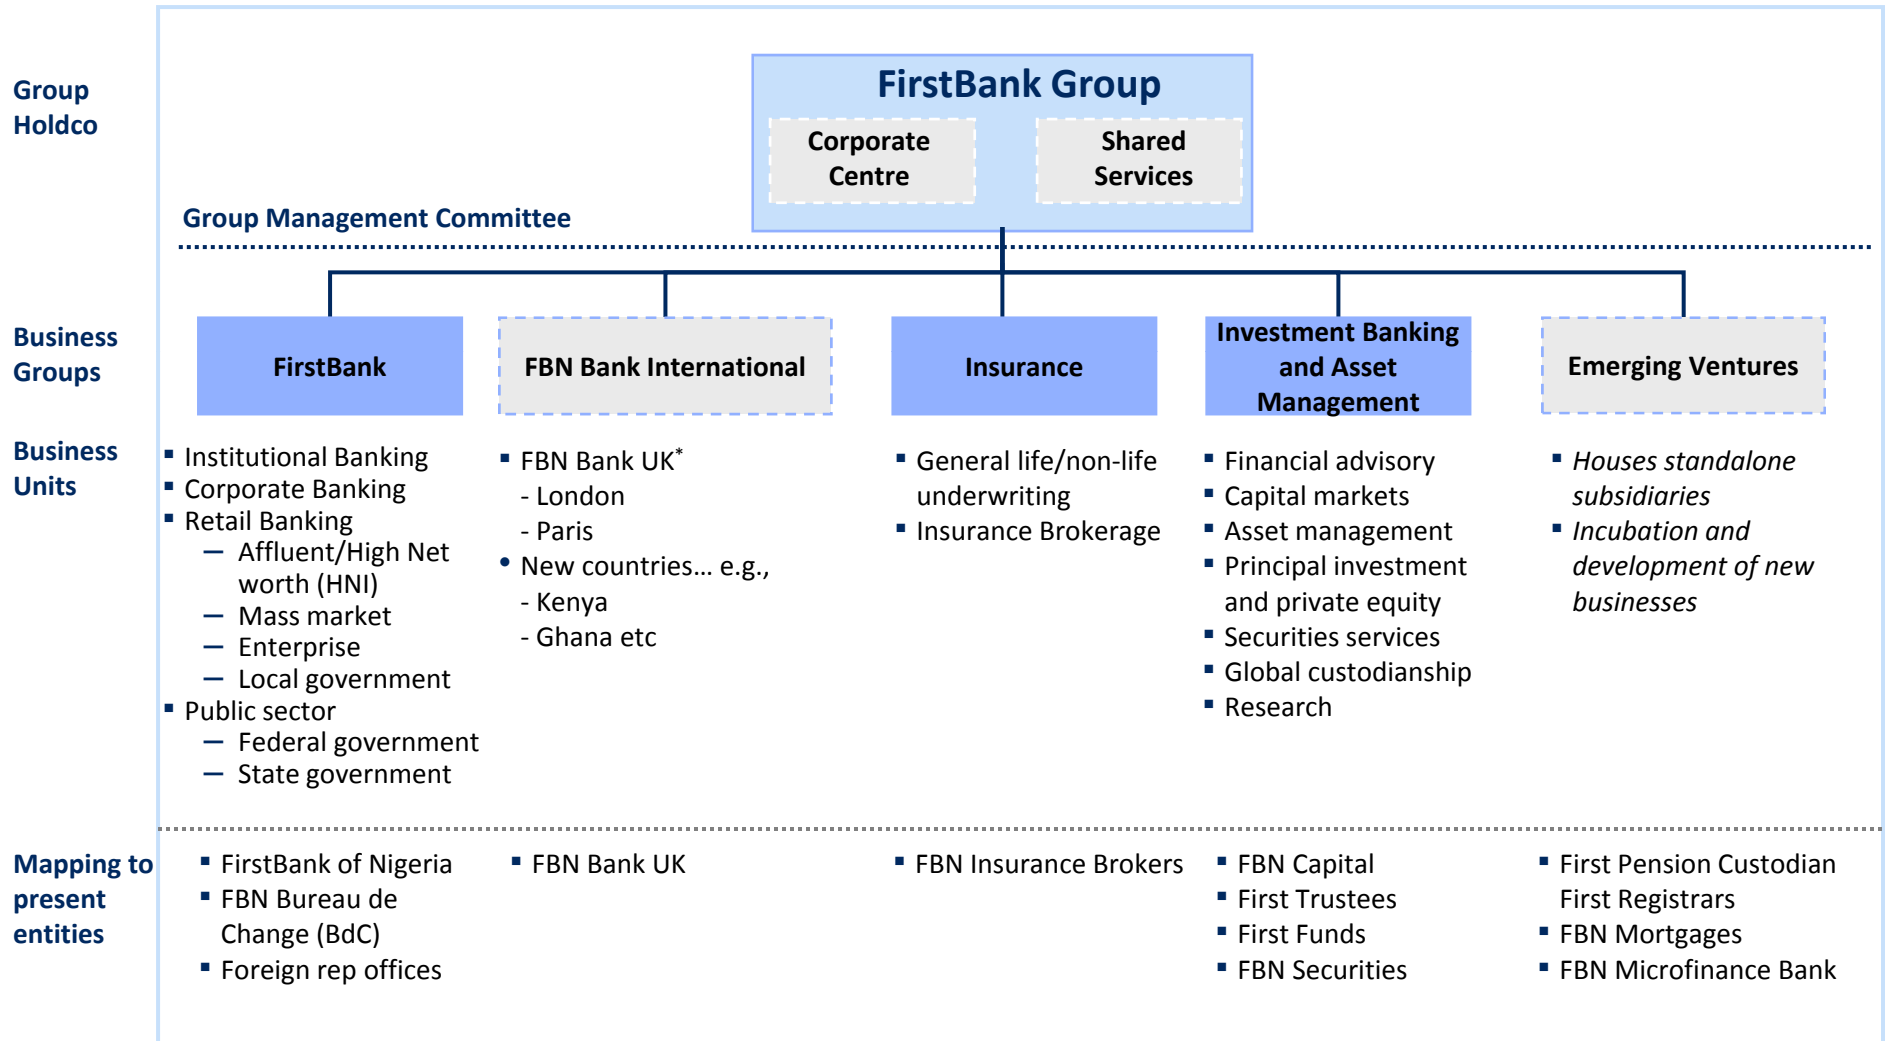 Group
Holdco
FirstBank Group
Corporate
Centre
Shared
Services
Group Management Committee
Business
Groups
FirstBank
FBN Bank International
Insurance
Investment Banking
and Asset
Management
Emerging Ventures
Business
Units
▪ Institutional Banking
▪ Corporate Banking
▪ Retail Banking
— Affluent/High Net
worth (HNI)
— Mass market
— Enterprise
— Local government
▪ Public sector
— Federal government
— State government
▪ FBN Bank UK*
- London
- Paris
• New countries… e.g.,
- Kenya
- Ghana etc
▪ General life/non-life
underwriting
▪ Insurance Brokerage
▪ Financial advisory
▪ Capital markets
▪ Asset management
▪ Principal investment
and private equity
▪ Securities services
▪ Global custodianship
▪ Research
▪ Houses standalone
subsidiaries
▪ Incubation and
development of new
businesses
Mapping to
present
entities
▪ FirstBank of Nigeria
▪ FBN Bureau de
Change (BdC)
▪ Foreign rep offices
▪ FBN Bank UK
▪ FBN Insurance Brokers
▪ FBN Capital
▪ First Trustees
▪ First Funds
▪ FBN Securities
▪ First Pension Custodian
First Registrars
▪ FBN Mortgages
▪ FBN Microfinance Bank